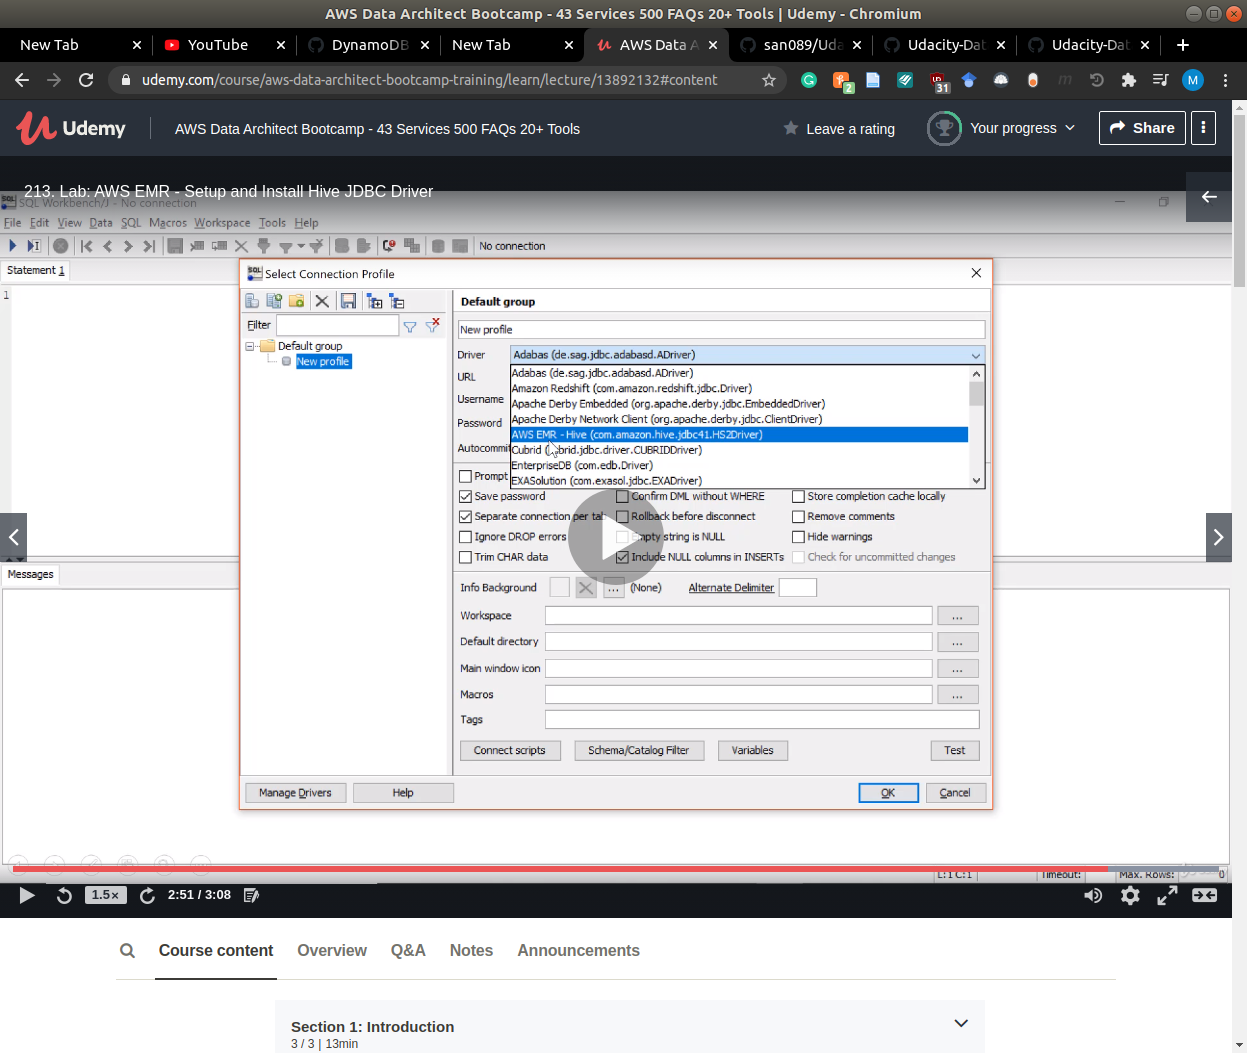 AWS Data Architect Bootcamp - 43 Services 500 FAQs 20+ Tools | Udemy - Chromium
New Tab
YouTube
DynamoDB
New Tab
AWS Data A
san089/Uda
Udacity-Dat
Udacity-Dat
udemy.com/course/aws-data-architect-bootcamp-training/learn/lecture/13892132#content
2
31
M
Udemy
AWS Data Architect Bootcamp - 43 Services 500 FAQs 20+ Tools
Leave a rating
Your progress
Share
213. Lab: AWS EMR - Setup and Install Hive JDBC Driver
SQL Workbench/J - No connection
File Edit View Data SQL Macros Workspace Tools Help
No connection
Statement 1
1
Select Connection Profile
Default group
Filter
New profile
Default group
New profile
Driver
Adabas (de.sag.jdbc.adabasd.ADriver)
URL
Adabas (de.sag.jdbc.adabasd.ADriver)
Amazon Redshift (com.amazon.redshift.jdbc.Driver)
Username
Apache Derby Embedded (org.apache.derby.jdbc.EmbeddedDriver)
Password
Apache Derby Network Client (org.apache.derby.jdbc.ClientDriver)
AWS EMR - Hive (com.amazon.hive.jdbc41.HS2Driver)
Autocommit
Cubrid (cubrid.jdbc.driver.CUBRIDDriver)
EnterpriseDB (com.edb.Driver)
Prompt
EXASolution (com.exasol.jdbc.EXADriver)
Save password
Confirm DML without WHERE
Store completion cache locally
Separate connection per tab
Rollback before disconnect
Remove comments
Ignore DROP errors
Empty string is NULL
Hide warnings
Trim CHAR data
Include NULL columns in INSERTs
Check for uncommitted changes
Messages
Info Background
...
(None)
Alternate Delimiter
Workspace
...
Default directory
...
Main window icon
...
Macros
...
Tags
Connect scripts
Schema/Catalog Filter
Variables
Test
Manage Drivers
Help
OK
Cancel
L:1 C:1
Timeout:
Max. Rows:
0
1.5×
2:51 / 3:08
Course content
Overview
Q&A
Notes
Announcements
Section 1: Introduction
3 / 3 | 13min